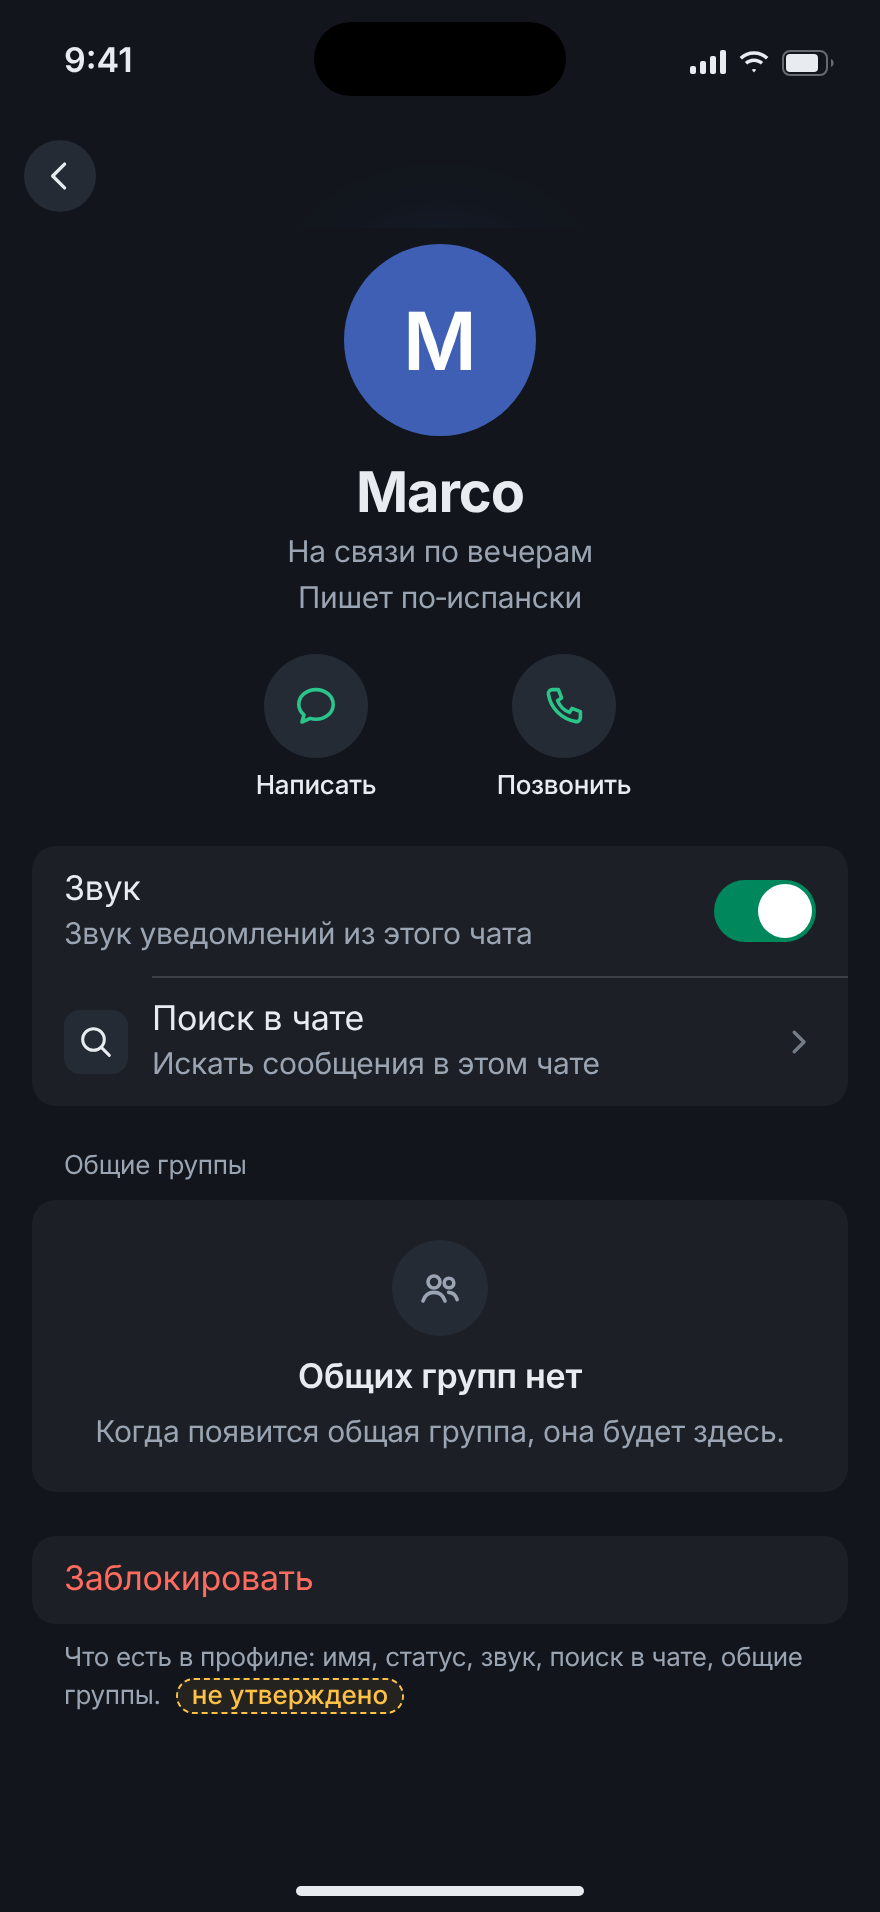 9:41
M
Marco
На связи по вечерам
Пишет по-испански
Написать
Позвонить
Звук
Звук уведомлений из этого чата
Поиск в чате
Искать сообщения в этом чате
Общие группы
Общих групп нет
Когда появится общая группа, она будет здесь.
Заблокировать
Что есть в профиле: имя, статус, звук, поиск в чате, общие
группы. не утверждено